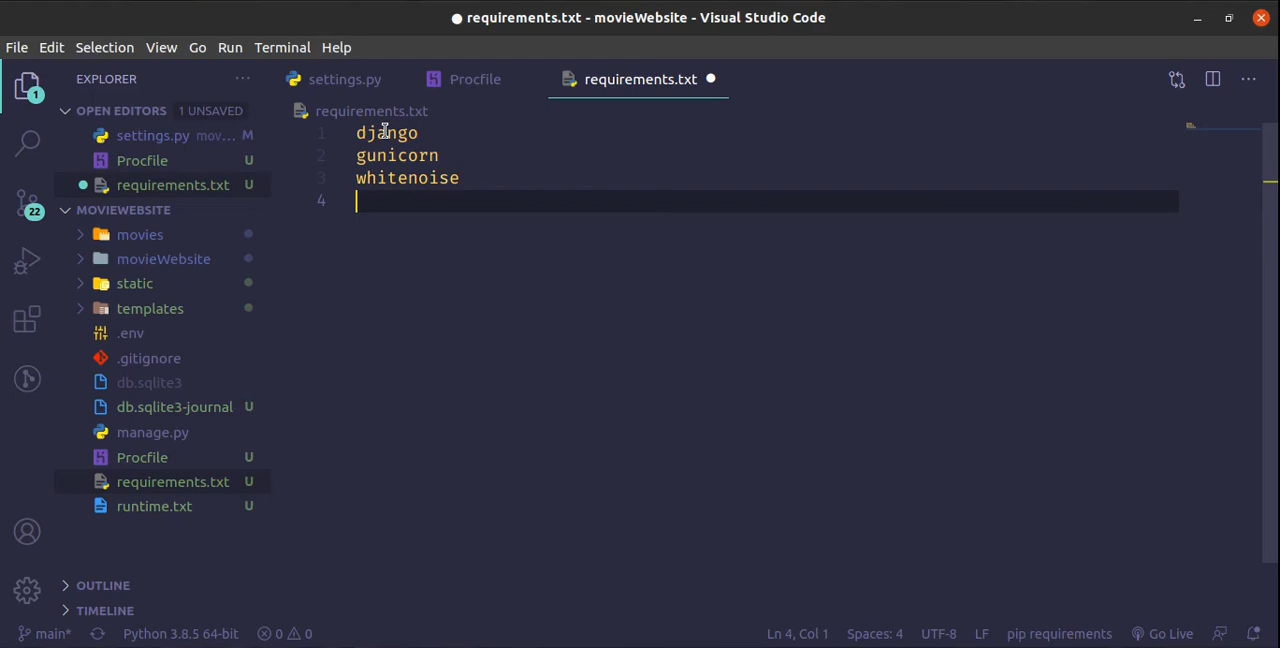 ● requirements.txt - movieWebsite - Visual Studio Code
File Edit Selection View Go Run Terminal Help
EXPLORER ... settings.py Procfile requirements.txt ● ...
1
OPEN EDITORS 1 UNSAVED
requirements.txt
settings.py mov... M
Procfile U
● requirements.txt U
1 django
2 gunicorn
3 whitenoise
4
22
MOVIEWEBSITE
movies
movieWebsite
static
templates
.env
.gitignore
db.sqlite3
db.sqlite3-journal U
manage.py
Procfile U
requirements.txt U
runtime.txt U
OUTLINE
TIMELINE
main* Python 3.8.5 64-bit 0 0 Ln 4, Col 1 Spaces: 4 UTF-8 LF pip requirements Go Live